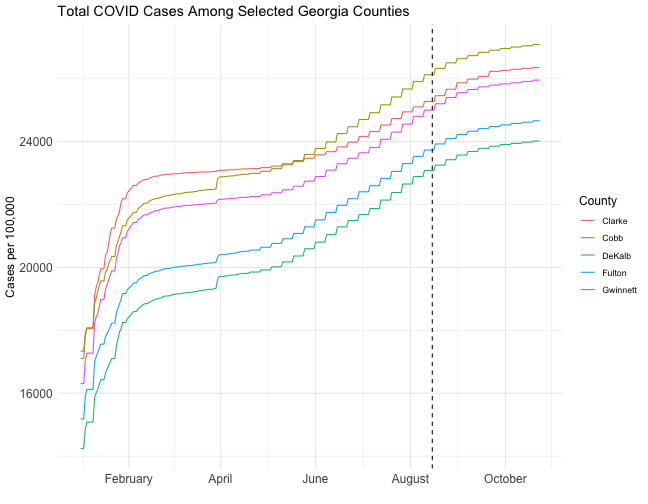 Total COVID Cases Among Selected Georgia Counties
Cases per 100,000
24000
20000
16000
February April June August October
County
Clarke
Cobb
DeKalb
Fulton
Gwinnett